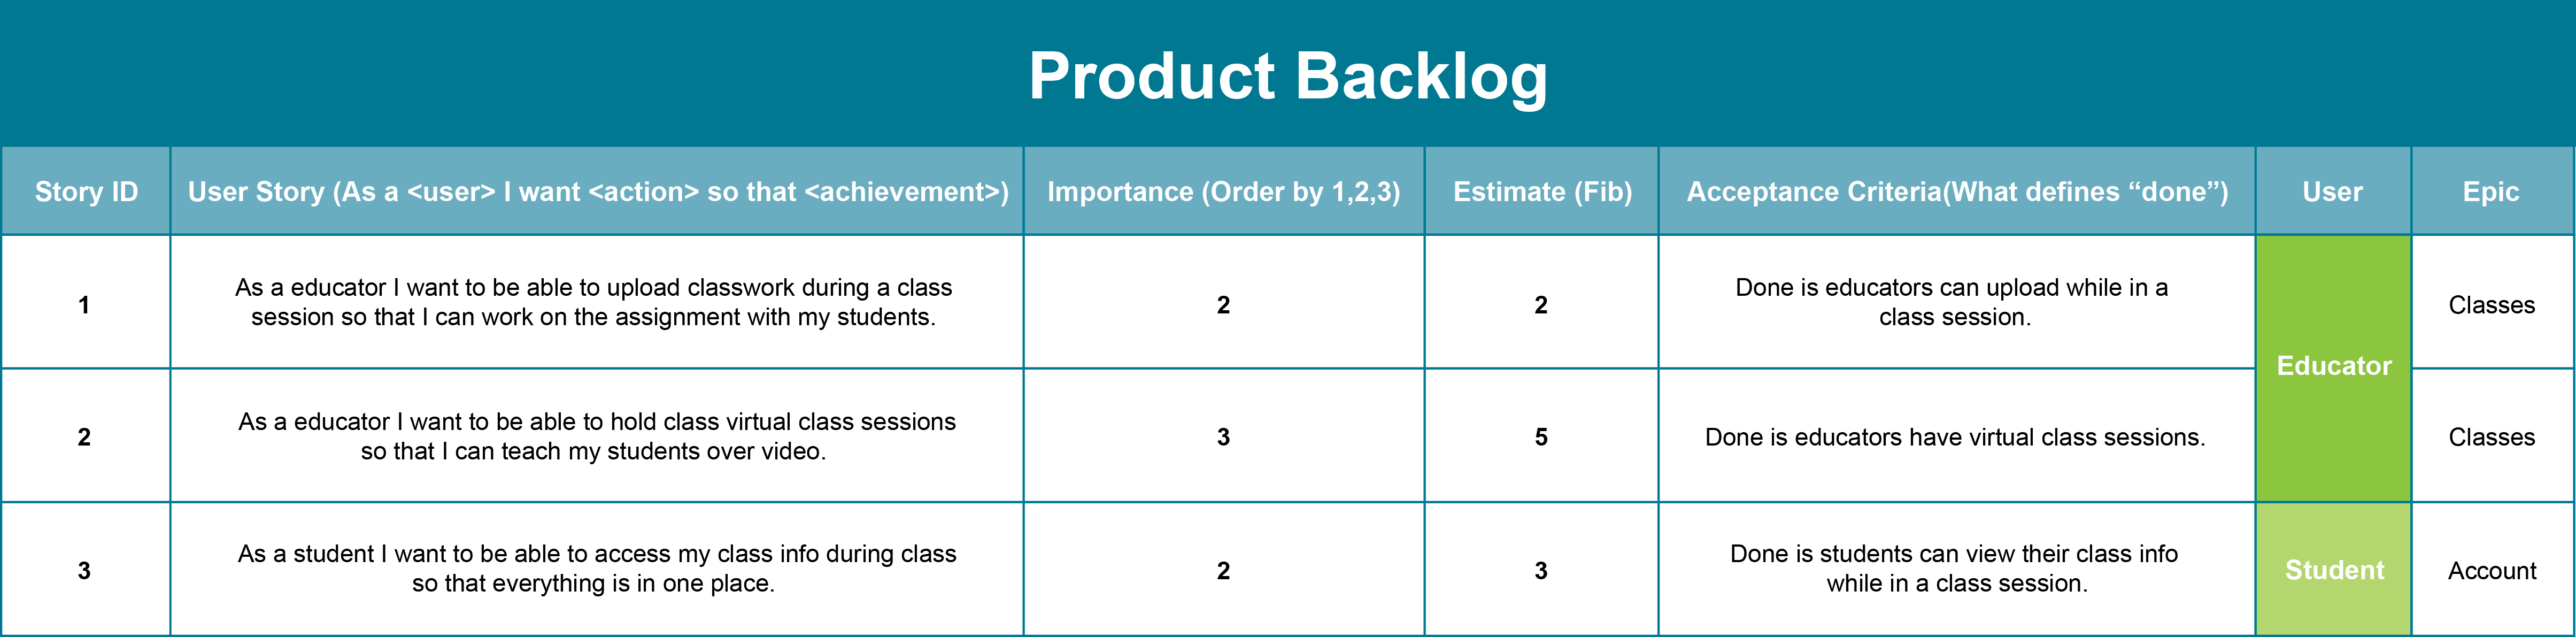 Product Backlog
Story ID
User Story (As a <user> I want <action> so that <achievement>)
Importance (Order by 1,2,3)
Estimate (Fib)
Acceptance Criteria(What defines “done”)
User
Epic
1
As a educator I want to be able to upload classwork during a class
session so that I can work on the assignment with my students.
2
2
Done is educators can upload while in a
class session.
Educator
Classes
2
As a educator I want to be able to hold class virtual class sessions
so that I can teach my students over video.
3
5
Done is educators have virtual class sessions.
Classes
3
As a student I want to be able to access my class info during class
so that everything is in one place.
2
3
Done is students can view their class info
while in a class session.
Student
Account